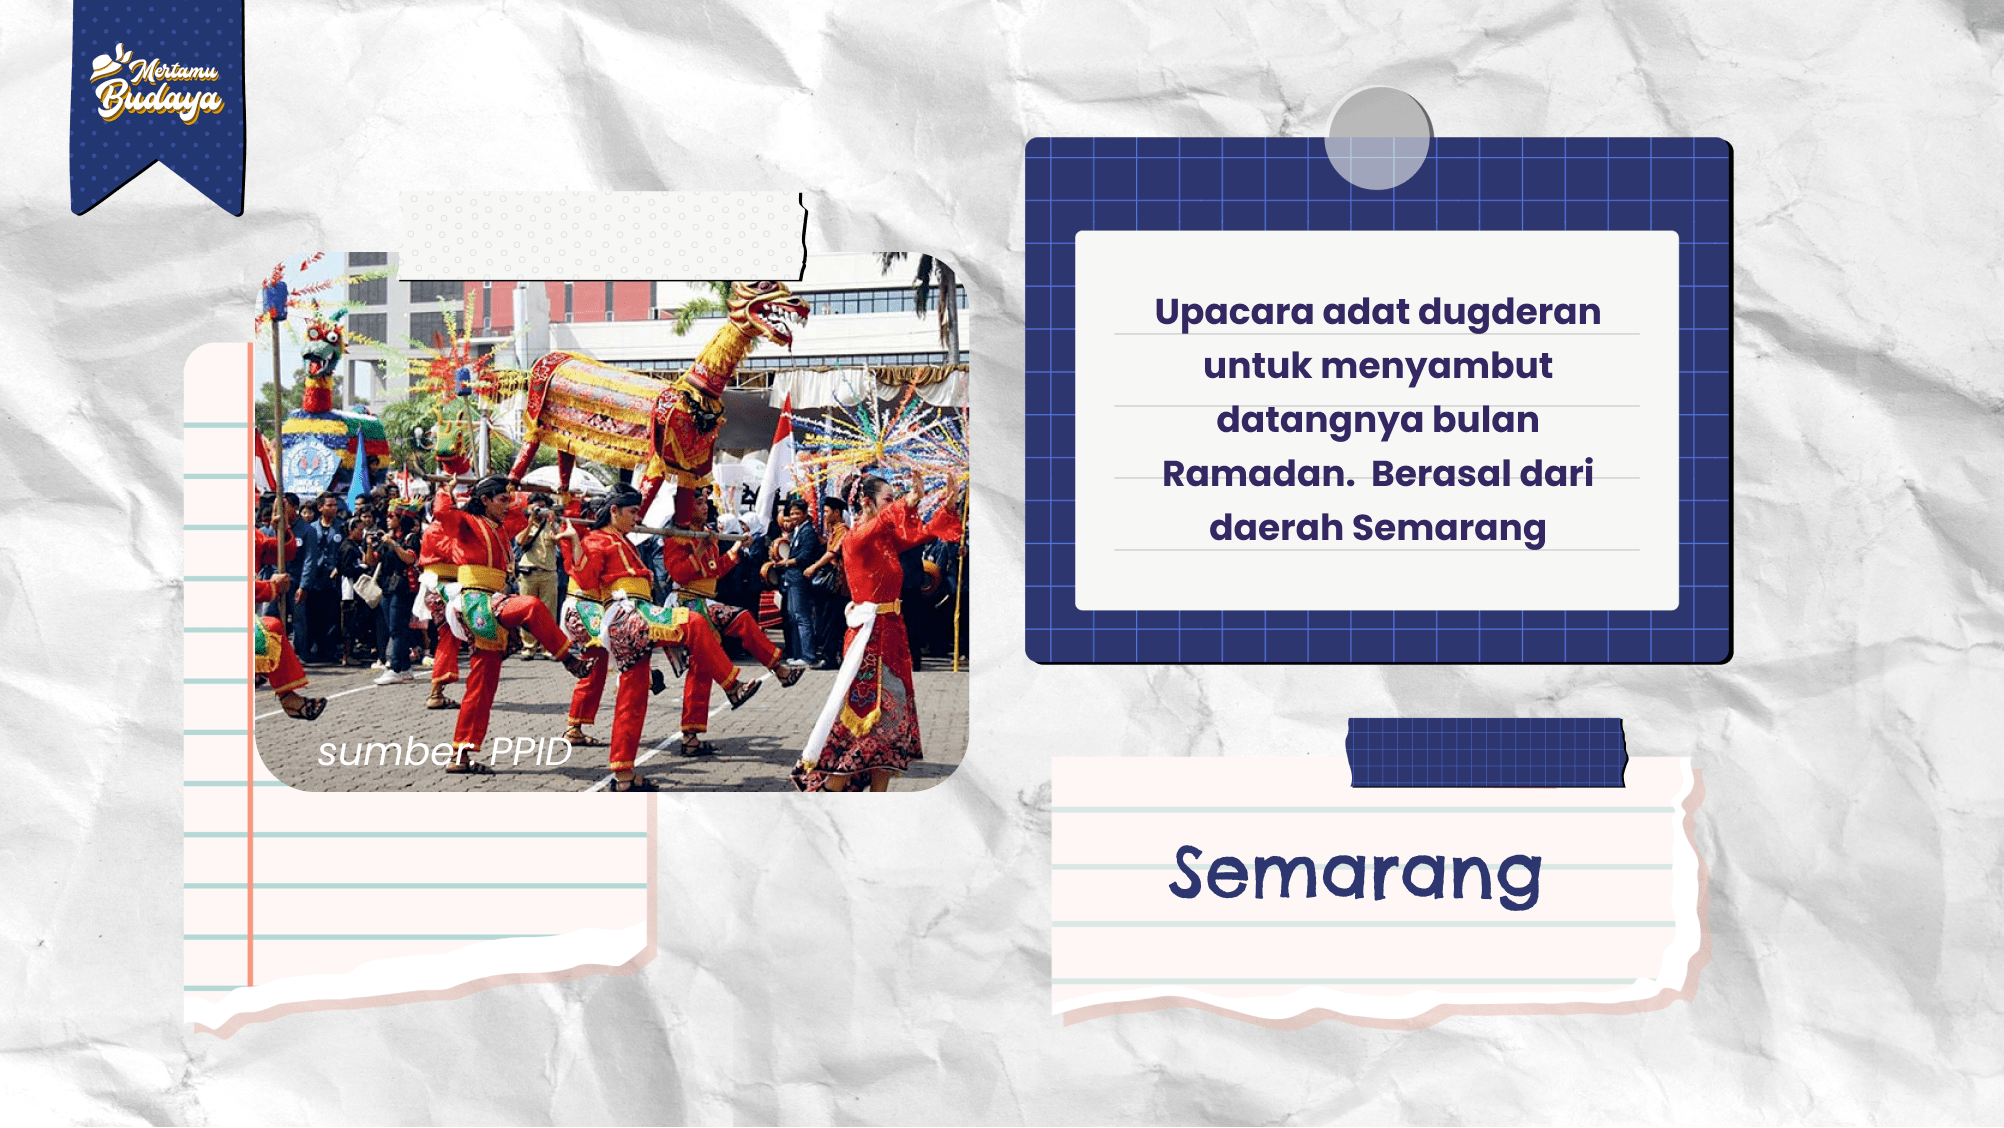 Mertamu
Budaya
Upacara adat dugderan
untuk menyambut
datangnya bulan
Ramadan.  Berasal dari
daerah Semarang
sumber: PPID
Semarang